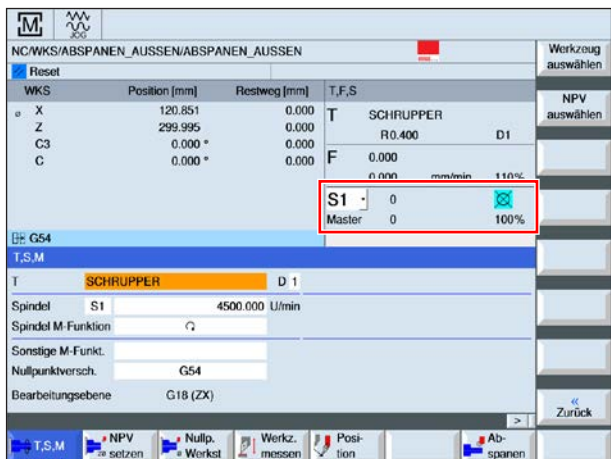 M
JOG
NC/WKS/ABSPANEN_AUSSEN/ABSPANEN_AUSSEN
Reset
WKS Position [mm] Restweg [mm]
X 120.851 0.000
Z 299.995 0.000
C3 0.000 ° 0.000
C 0.000 ° 0.000
G54
T,F,S
T SCHRUPPER
R0.400 D1
F 0.000
0.000 mm/min 110%
S1 0
Master 0 100%
T,S,M
T SCHRUPPER D 1
Spindel S1 4500.000 U/min
Spindel M-Funktion
Sonstige M-Funkt.
Nullpunktversch. G54
Bearbeitungsebene G18 (ZX)
>
Werkzeug
auswählen
NPV
auswählen
«
Zurück
T,S,M
NPV
setzen
Nullp.
Werkst
Werkz.
messen
Posi-
tion
Ab-
spanen